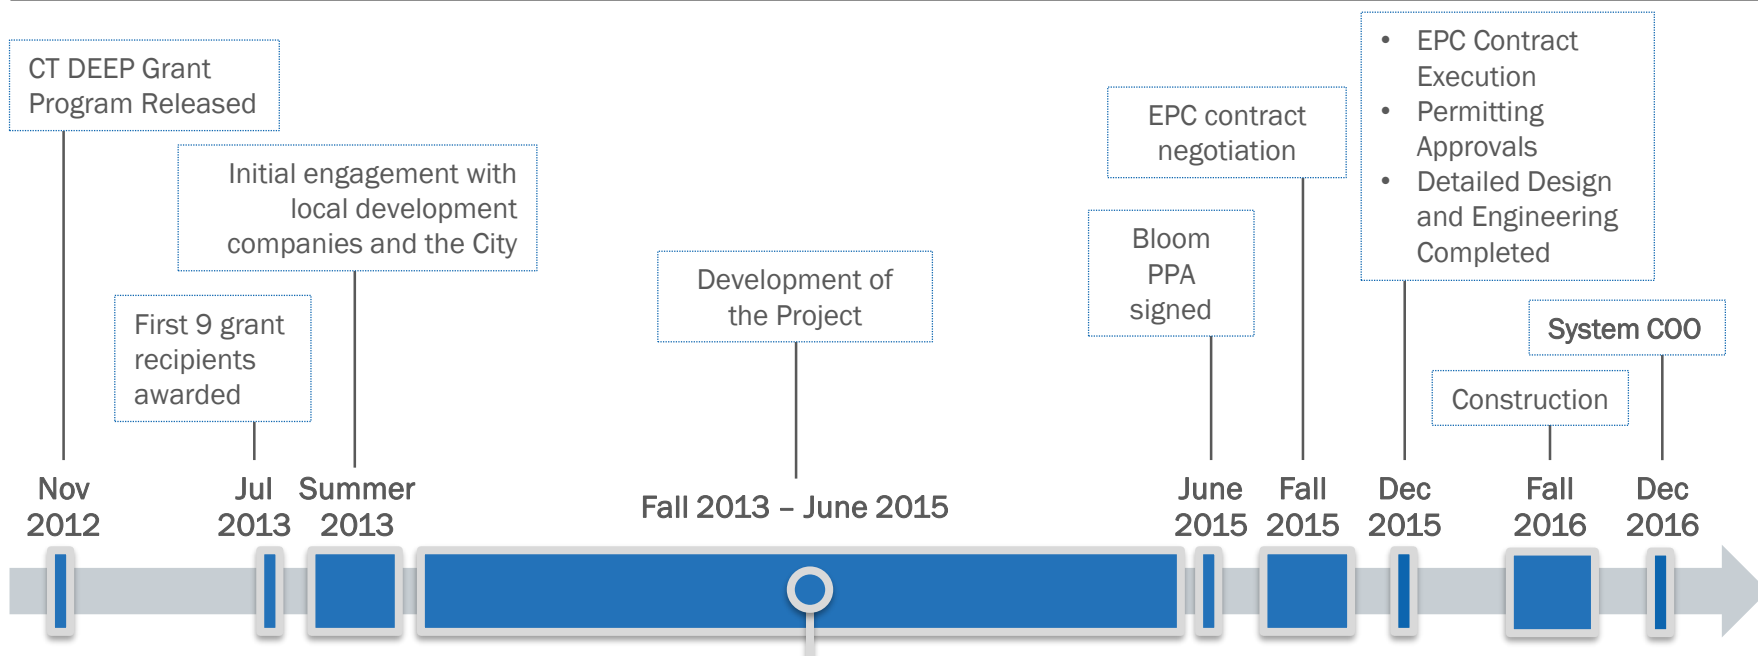 CT DEEP Grant
Program Released
Initial engagement with
local development
companies and the City
First 9 grant
recipients
awarded
Development of
the Project
Bloom
PPA
signed
EPC contract
negotiation
• EPC Contract
Execution
• Permitting
Approvals
• Detailed Design
and Engineering
Completed
System COO
Construction
Nov
2012
Jul
2013
Summer
2013
Fall 2013 – June 2015
June
2015
Fall
2015
Dec
2015
Fall
2016
Dec
2016